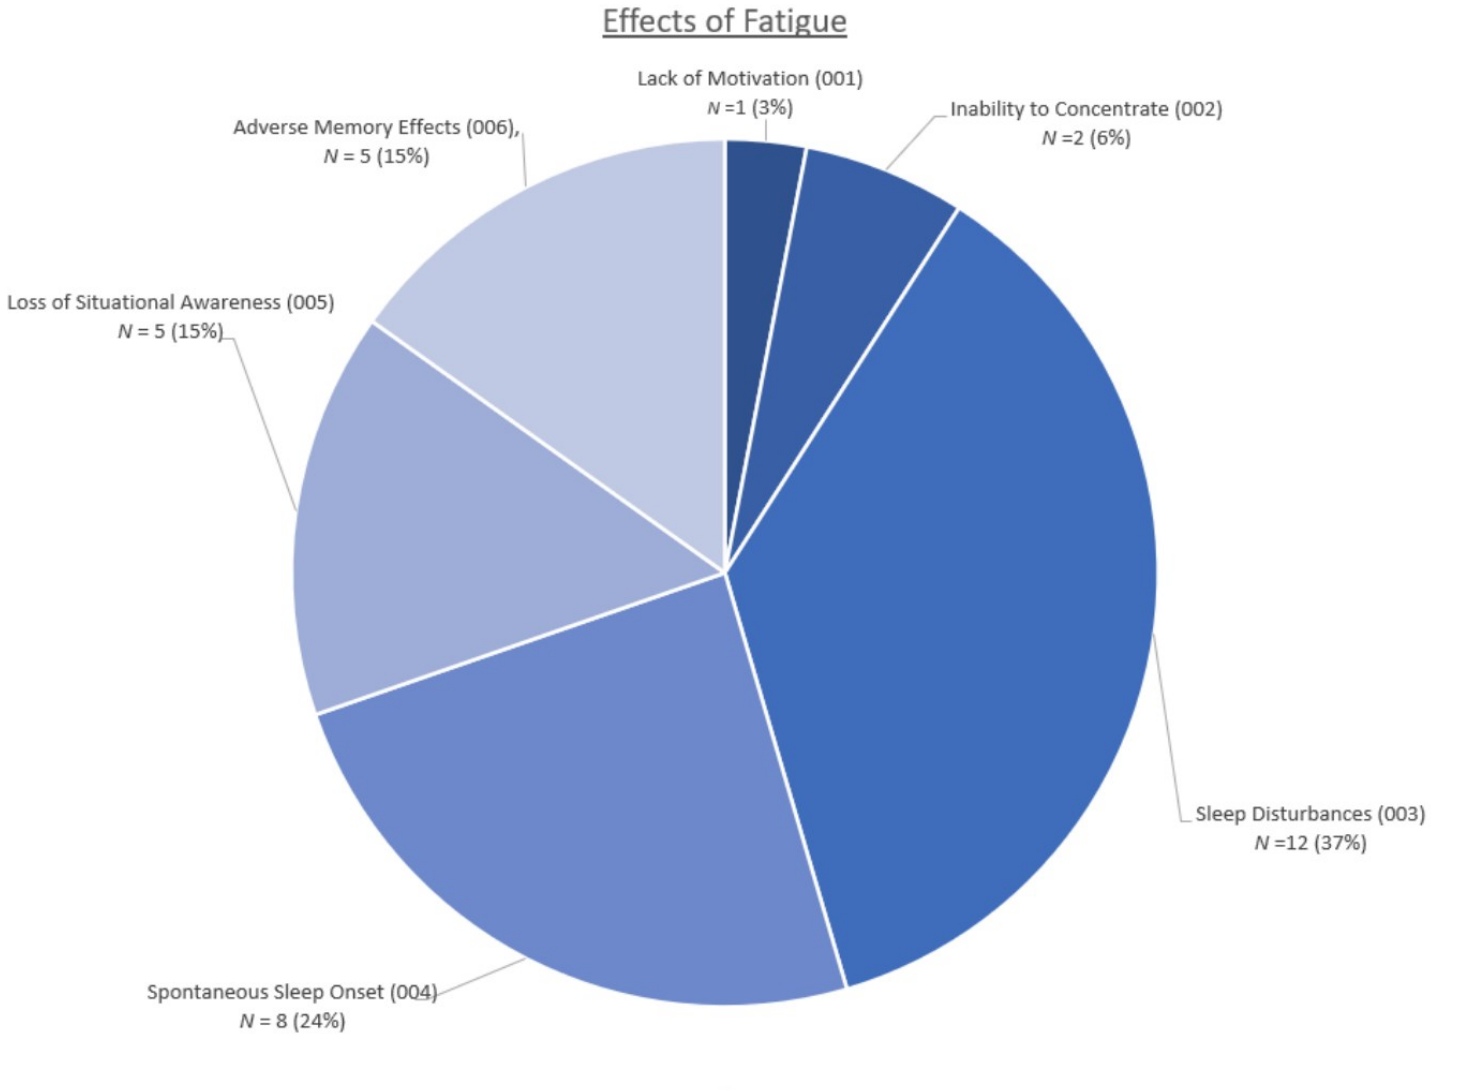 Effects of Fatigue
Lack of Motivation (001)
N =1 (3%)
Inability to Concentrate (002)
N =2 (6%)
Adverse Memory Effects (006),
N = 5 (15%)
Loss of Situational Awareness (005)
N = 5 (15%)
Sleep Disturbances (003)
N =12 (37%)
Spontaneous Sleep Onset (004)
N = 8 (24%)